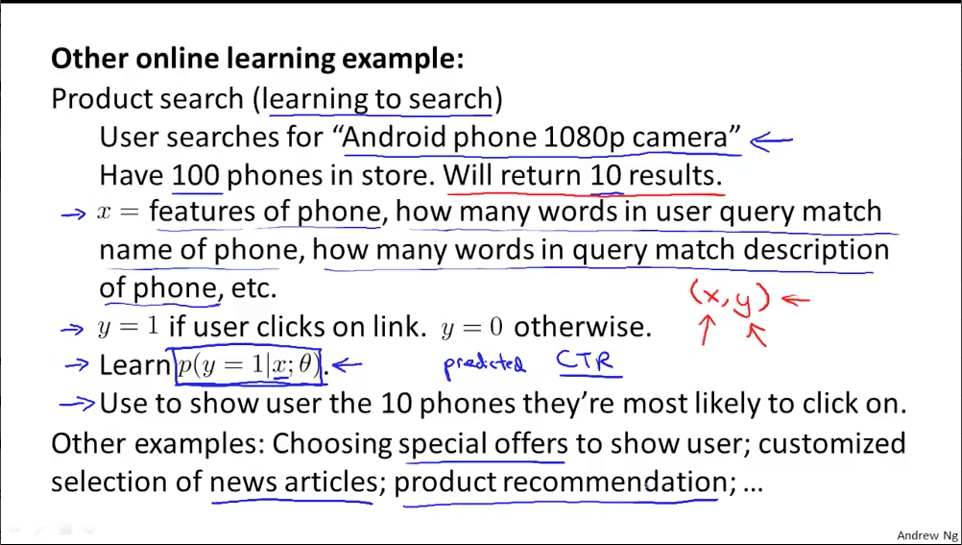 Other online learning example:
Product search (learning to search)
User searches for “Android phone 1080p camera”
Have 100 phones in store. Will return 10 results.
x = features of phone, how many words in user query match
name of phone, how many words in query match description
of phone, etc.
(x, y)
y = 1 if user clicks on link. y = 0 otherwise.
Learn p(y = 1|x; θ). predicted CTR
Use to show user the 10 phones they’re most likely to click on.
Other examples: Choosing special offers to show user; customized
selection of news articles; product recommendation; ...
Andrew Ng